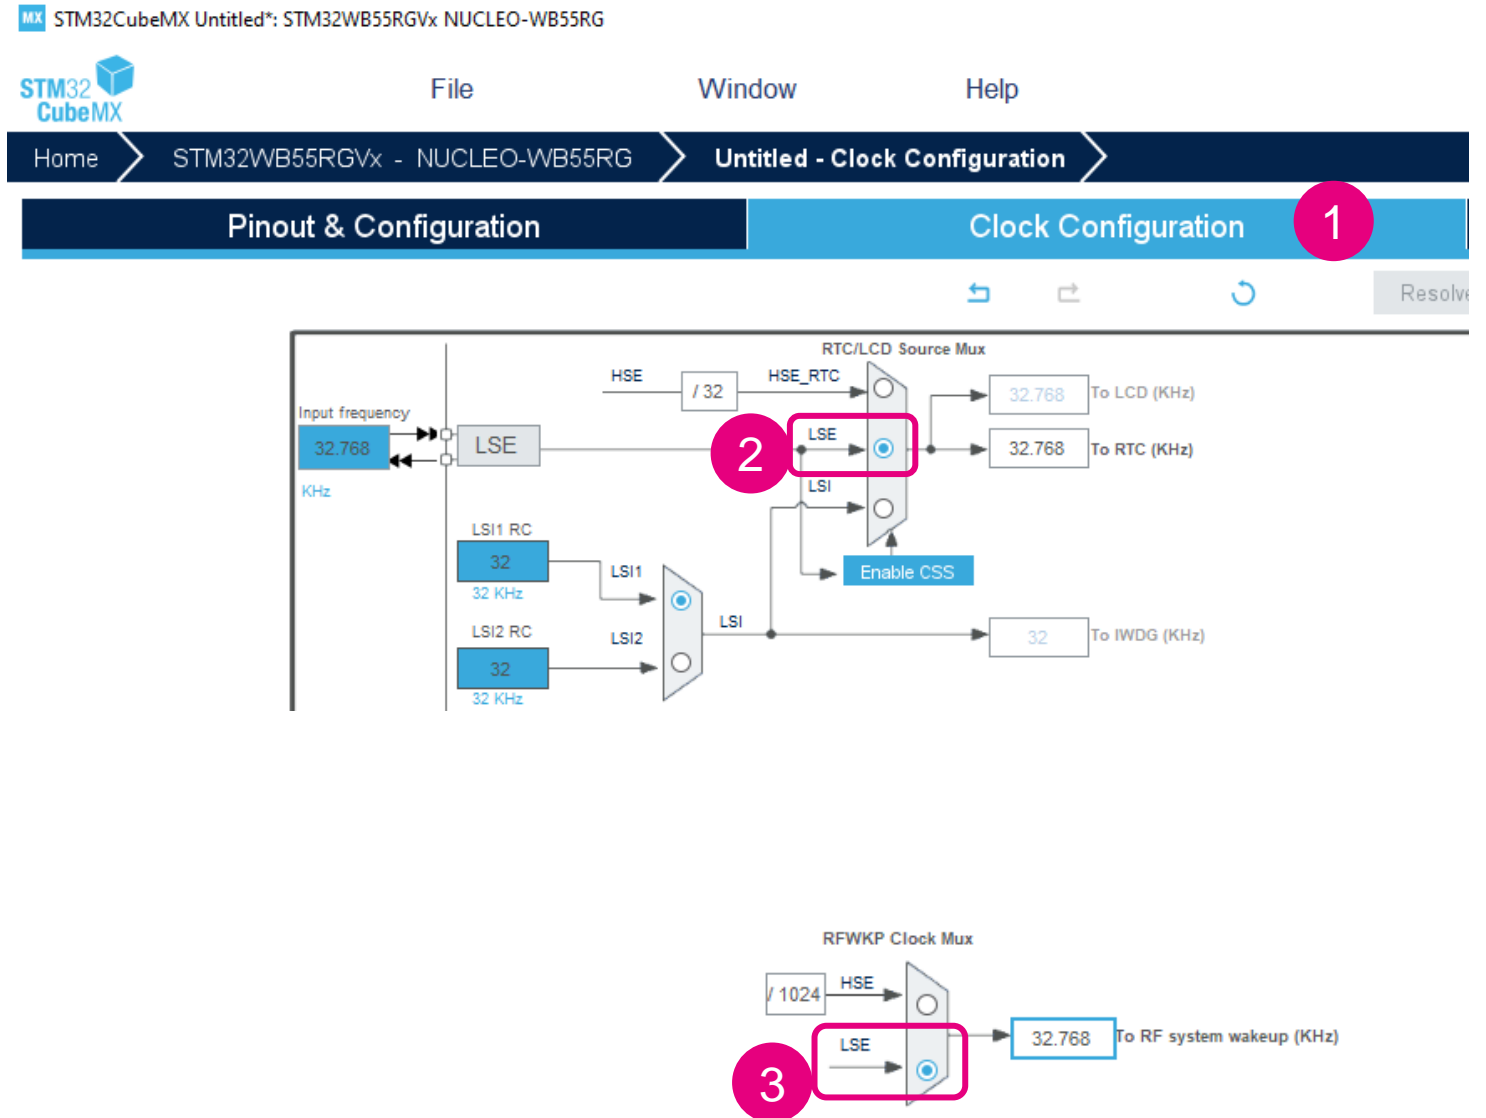 MX STM32CubeMX Untitled*: STM32WB55RGVx NUCLEO-WB55RG
STM32
CubeMX
File Window Help
Home STM32WB55RGVx - NUCLEO-WB55RG Untitled - Clock Configuration
Pinout & Configuration Clock Configuration 1
RTC/LCD Source Mux
HSE / 32 HSE_RTC 32.768 To LCD (KHz)
Input frequency
32.768 LSE 2 LSE 32.768 To RTC (KHz)
KHz LSI
LSI1 RC
32 LSI1 Enable CSS
32 KHz
LSI
LSI2 RC LSI2 32 To IWDG (KHz)
32
32 KHz
RFWKP Clock Mux
/ 1024 HSE
LSE 32.768 To RF system wakeup (KHz)
3